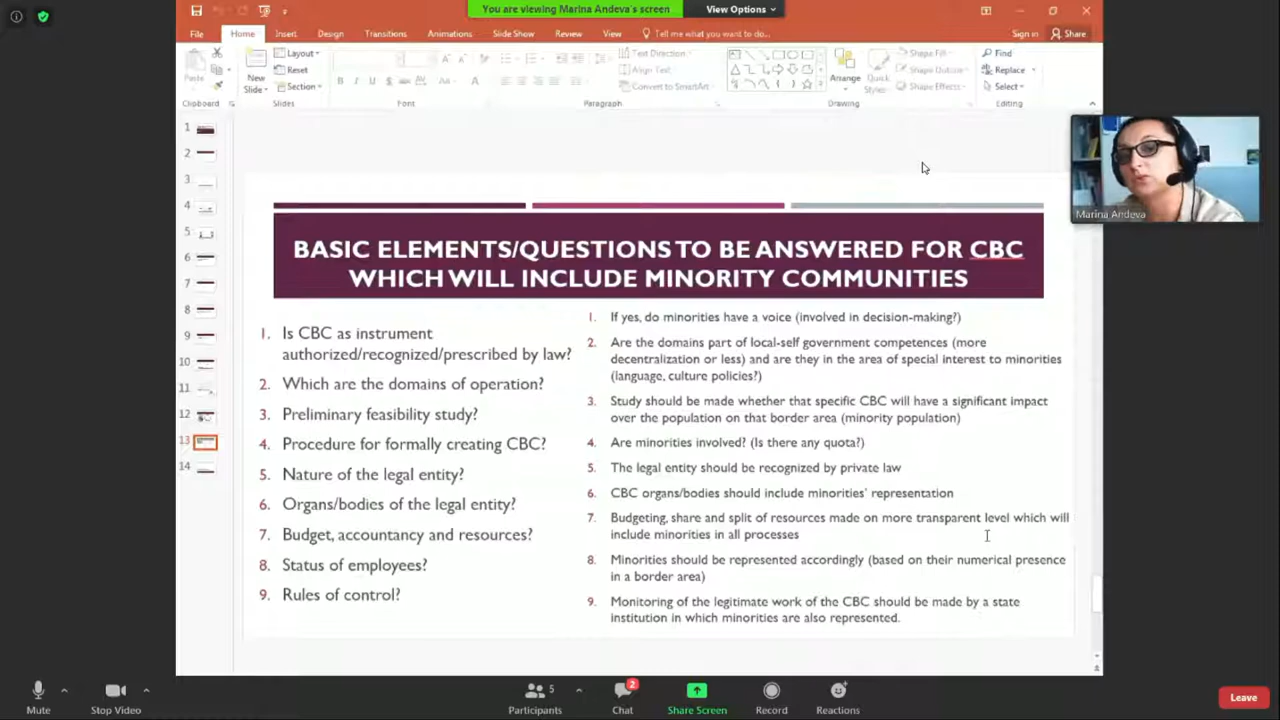 You are viewing Marina Andeva's screen
View Options
File Home Insert Design Transitions Animations Slide Show Review View Tell me what you want to do... Sign in Share
Paste
New Slide
Layout
Reset
Section
Text Direction
Align Text
Convert to SmartArt
Arrange
Quick Styles
Shape Fill
Shape Outline
Shape Effects
Find
Replace
Select
Clipboard Slides Font Paragraph Drawing Editing
1
2
3
4
5
6
7
8
9
10
11
12
13
14
BASIC ELEMENTS/QUESTIONS TO BE ANSWERED FOR CBC
WHICH WILL INCLUDE MINORITY COMMUNITIES
1. Is CBC as instrument
authorized/recognized/prescribed by law?
2. Which are the domains of operation?
3. Preliminary feasibility study?
4. Procedure for formally creating CBC?
5. Nature of the legal entity?
6. Organs/bodies of the legal entity?
7. Budget, accountancy and resources?
8. Status of employees?
9. Rules of control?
1. If yes, do minorities have a voice (involved in decision-making?)
2. Are the domains part of local-self government competences (more
decentralization or less) and are they in the area of special interest to minorities
(language, culture policies?)
3. Study should be made whether that specific CBC will have a significant impact
over the population on that border area (minority population)
4. Are minorities involved? (Is there any quota?)
5. The legal entity should be recognized by private law
6. CBC organs/bodies should include minorities' representation
7. Budgeting, share and split of resources made on more transparent level which will
include minorities in all processes
8. Minorities should be represented accordingly (based on their numerical presence
in a border area)
9. Monitoring of the legitimate work of the CBC should be made by a state
institution in which minorities are also represented.
Marina Andeva
Mute
Stop Video
Participants 5
Chat 2
Share Screen
Record
Reactions
Leave